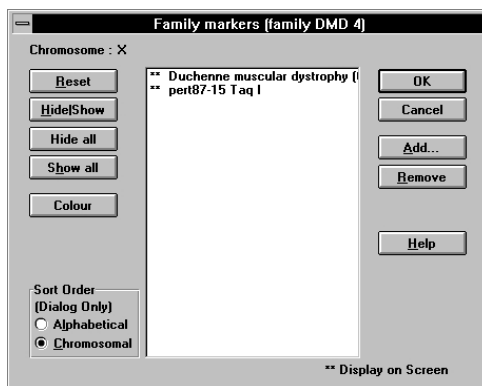 Family markers (family DMD 4)
Chromosome : X
Reset
Hide|Show
Hide all
Show all
Colour
Sort Order
(Dialog Only)
Alphabetical
Chromosomal
** Duchenne muscular dystrophy (
** pert87-15 Taq I
OK
Cancel
Add...
Remove
Help
** Display on Screen